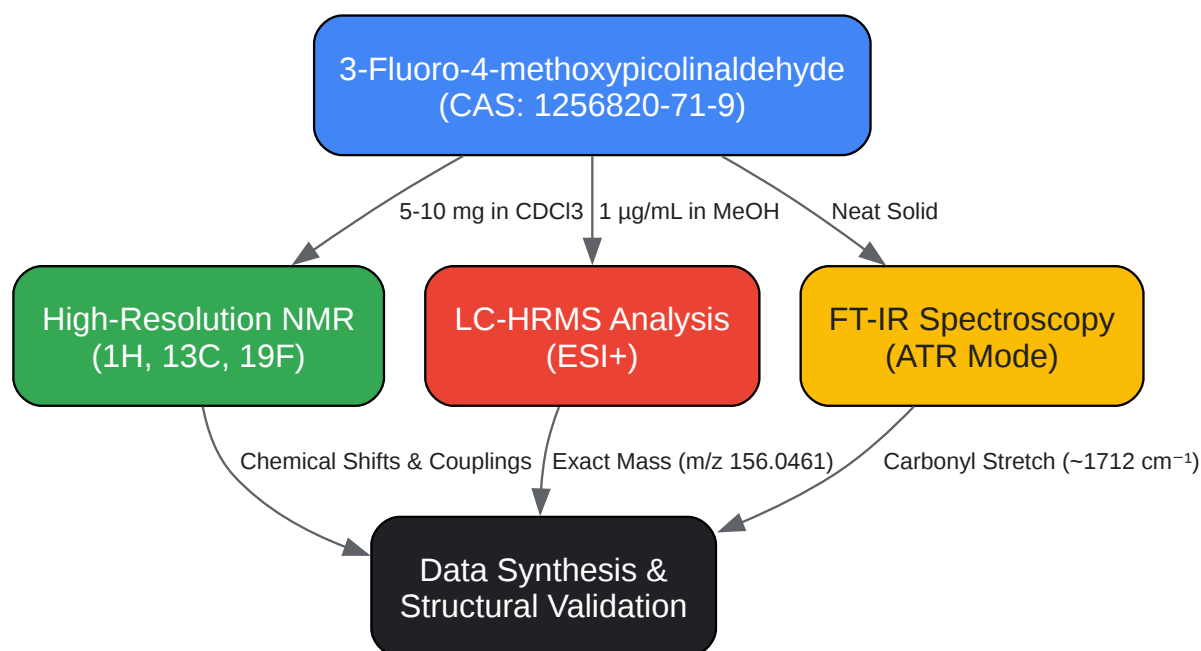 3-Fluoro-4-methoxypicolinaldehyde
(CAS: 1256820-71-9)
5-10 mg in CDCl3
1 µg/mL in MeOH
Neat Solid
High-Resolution NMR
(1H, 13C, 19F)
LC-HRMS Analysis
(ESI+)
FT-IR Spectroscopy
(ATR Mode)
Chemical Shifts & Couplings
Exact Mass (m/z 156.0461)
Carbonyl Stretch (~1712 cm⁻¹)
Data Synthesis &
Structural Validation